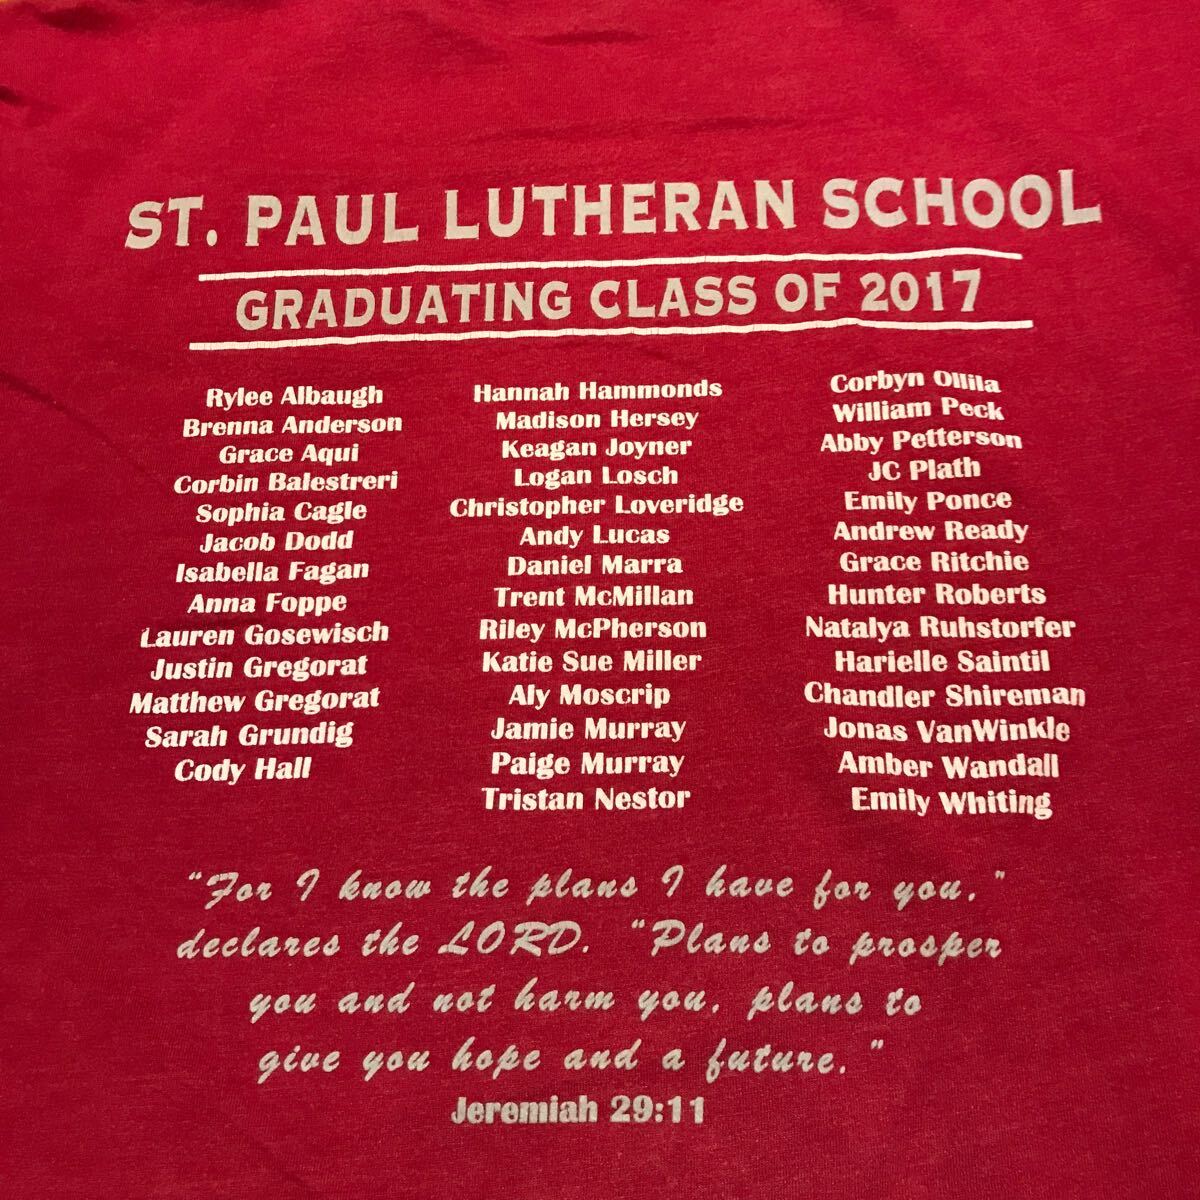 ST. PAUL LUTHERAN SCHOOL
GRADUATING CLASS OF 2017
Rylee Albaugh
Brenna Anderson
Grace Aqui
Corbin Balestreri
Sophia Cagle
Jacob Dodd
Isabella Fagan
Anna Foppe
Lauren Gosewisch
Justin Gregorat
Matthew Gregorat
Sarah Grundig
Cody Hall
Hannah Hammonds
Madison Hersey
Keagan Joyner
Logan Losch
Christopher Loveridge
Andy Lucas
Daniel Marra
Trent McMillan
Riley McPherson
Katie Sue Miller
Aly Moscrip
Jamie Murray
Paige Murray
Tristan Nestor
Corbyn Ollila
William Peck
Abby Petterson
JC Plath
Emily Ponce
Andrew Ready
Grace Ritchie
Hunter Roberts
Natalya Ruhstorfer
Harielle Saintil
Chandler Shireman
Jonas VanWinkle
Amber Wandall
Emily Whiting
"For I know the plans I have for you,"
declares the LORD. "Plans to prosper
you and not harm you, plans to
give you hope and a future."
Jeremiah 29:11